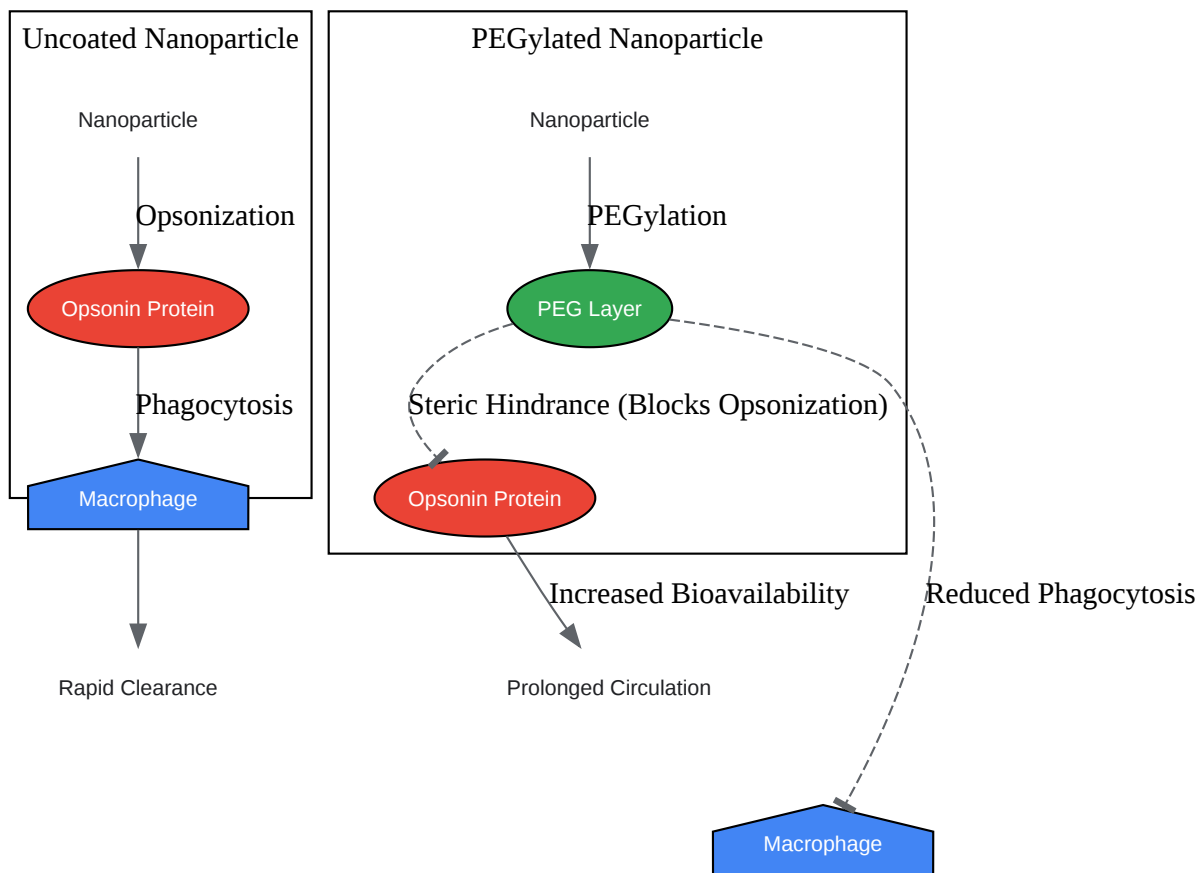 Uncoated Nanoparticle
Nanoparticle
Opsonization
Opsonin Protein
Phagocytosis
Macrophage
Rapid Clearance
PEGylated Nanoparticle
Nanoparticle
PEGylation
PEG Layer
Steric Hindrance (Blocks Opsonization)
Opsonin Protein
Increased Bioavailability
Prolonged Circulation
Reduced Phagocytosis
Macrophage